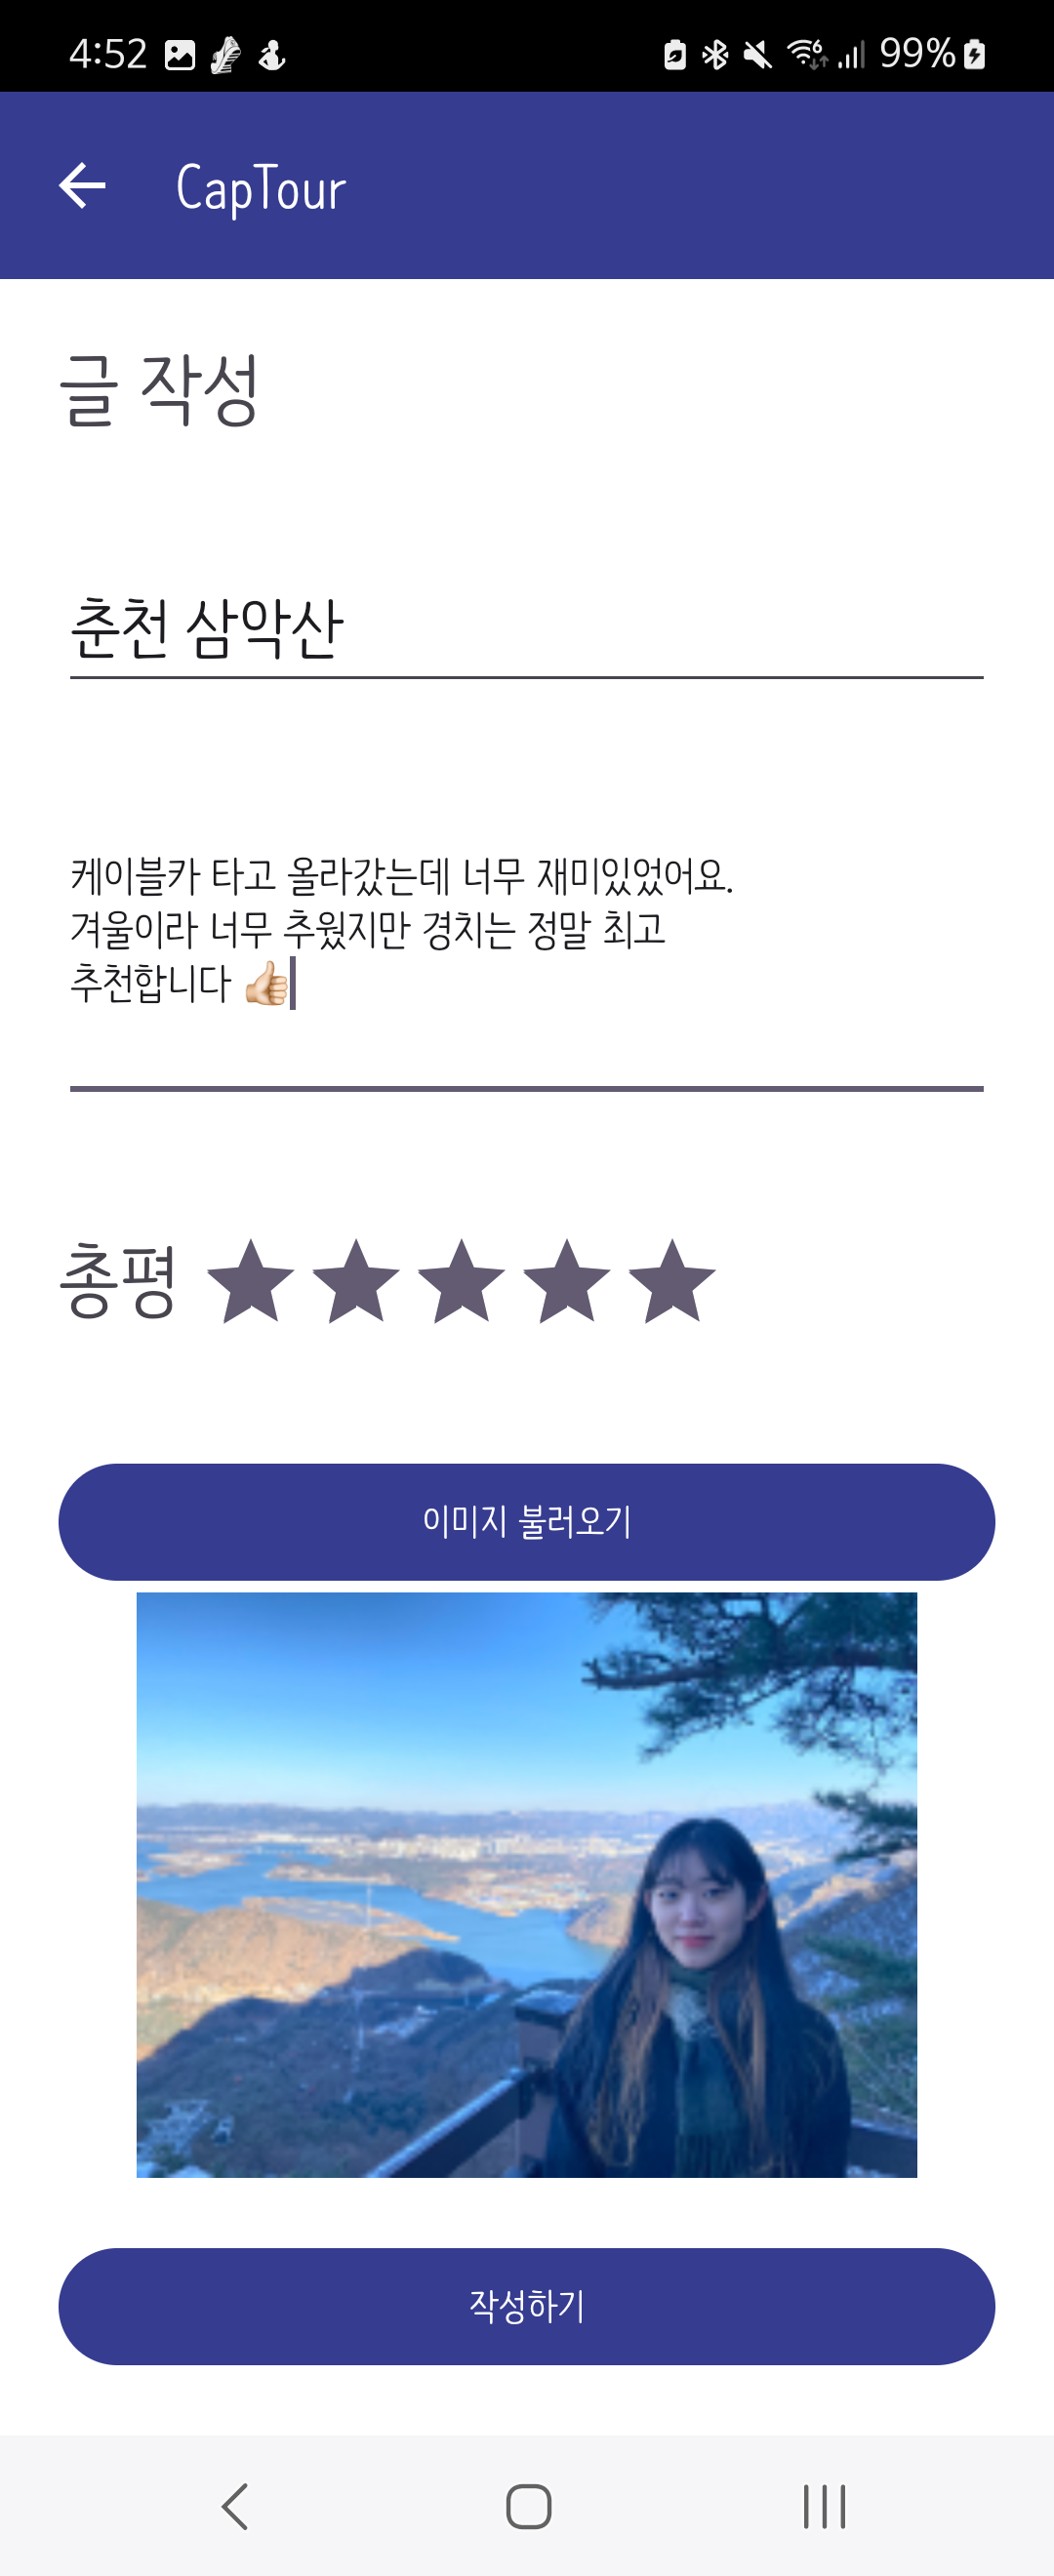 4:52 99%
CapTour
글 작성
춘천 삼악산
케이블카 타고 올라갔는데 너무 재미있었어요.
겨울이라 너무 추웠지만 경치는 정말 최고
추천합니다 👍🏻
총평
이미지 불러오기
작성하기